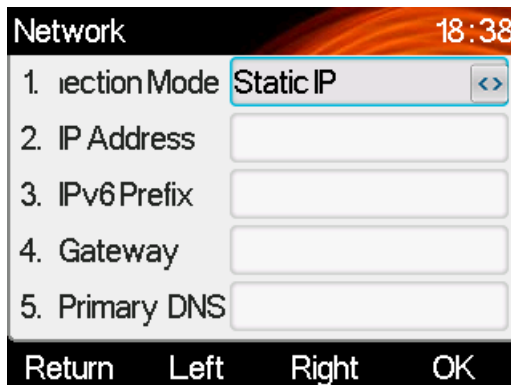 Network 18:38
1. nection Mode Static IP <>
2. IP Address
3. IPv6 Prefix
4. Gateway
5. Primary DNS
Return Left Right OK